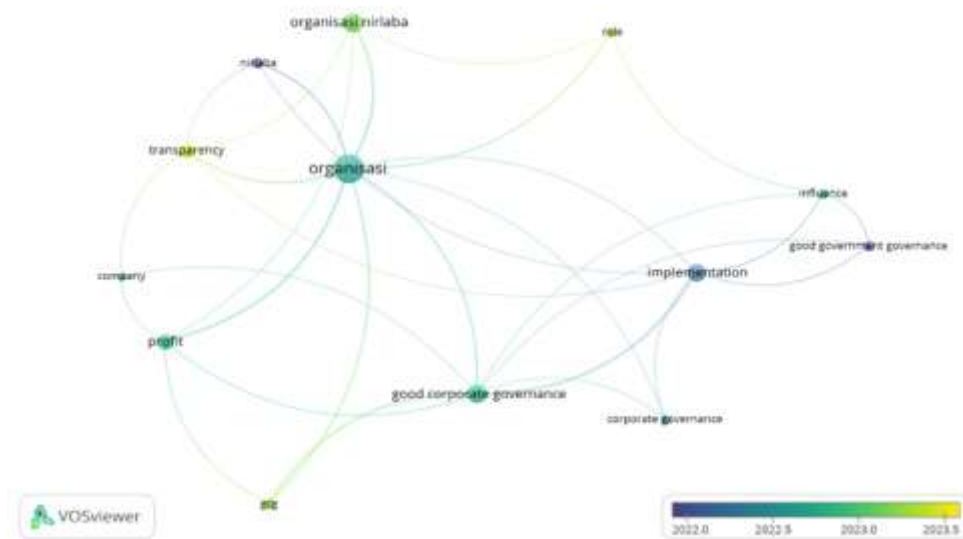 organisasi nirlaba
role
nirlaba
transparency
organisasi
influence
good government governance
company
implementation
profit
good corporate governance
corporate governance
VOSviewer
2022.0 2022.5 2023.0 2023.5